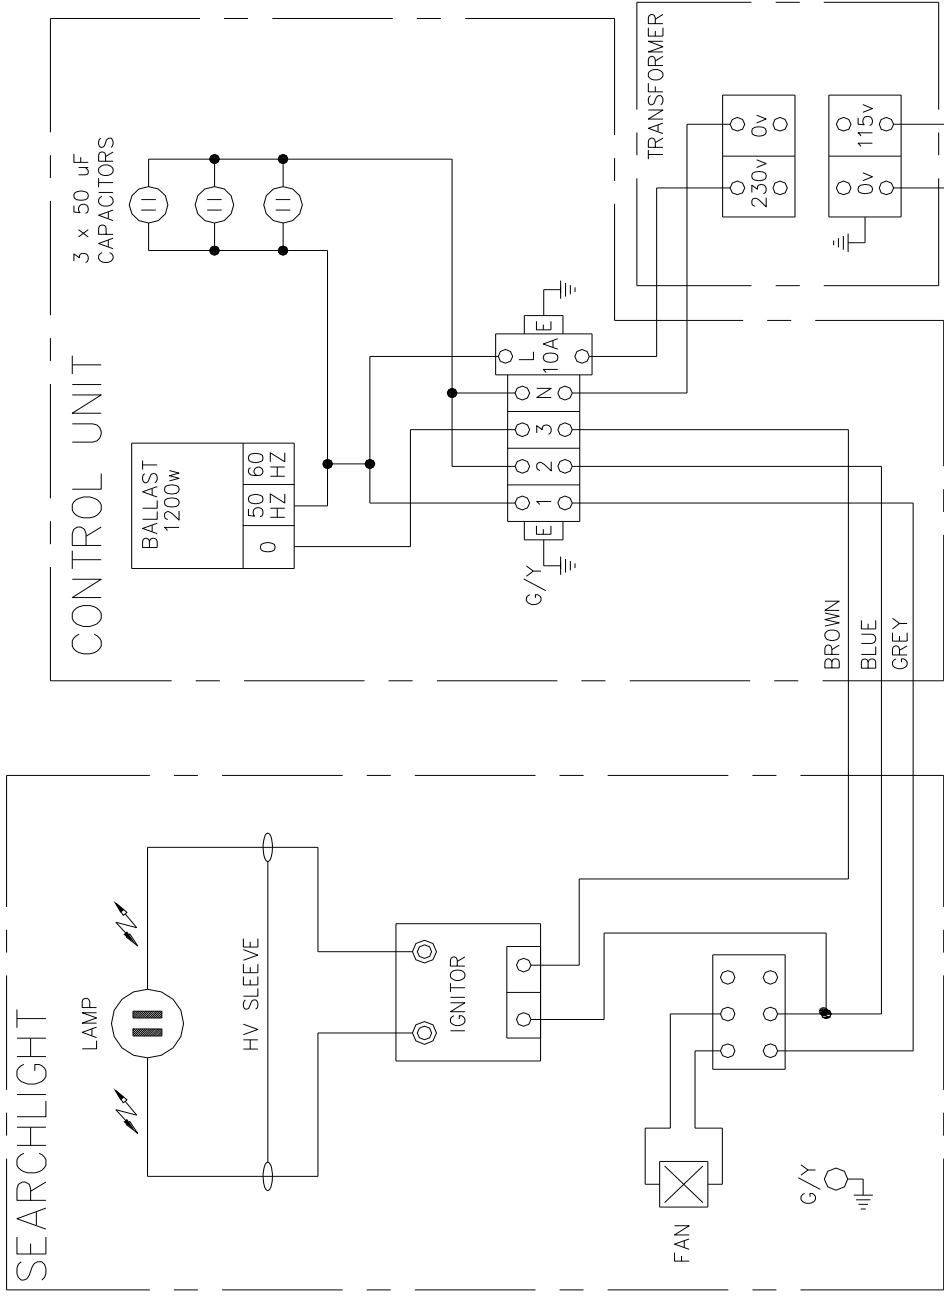 CONTROL UNIT
3 x 50 uF
CAPACITORS
BALLAST
1200w
0
50
HZ
60
HZ
TRANSFORMER
230v
0v
0v
115v
G/Y
E
1
2
3
N
L
10A
E
BROWN
BLUE
GREY
SEARCHLIGHT
LAMP
HV SLEEVE
IGNITOR
FAN
G/Y